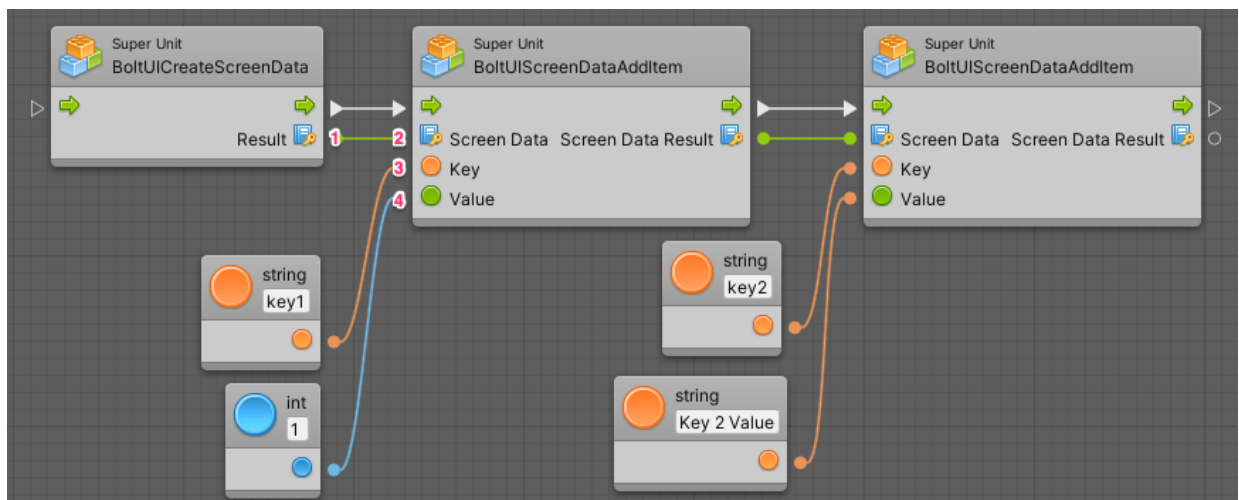 Super Unit
BoltUICreateScreenData
Result
1
Super Unit
BoltUIScreenDataAddItem
2
Screen Data Screen Data Result
3
Key
4
Value
Super Unit
BoltUIScreenDataAddItem
Screen Data Screen Data Result
Key
Value
string
key1
int
1
string
key2
string
Key 2 Value